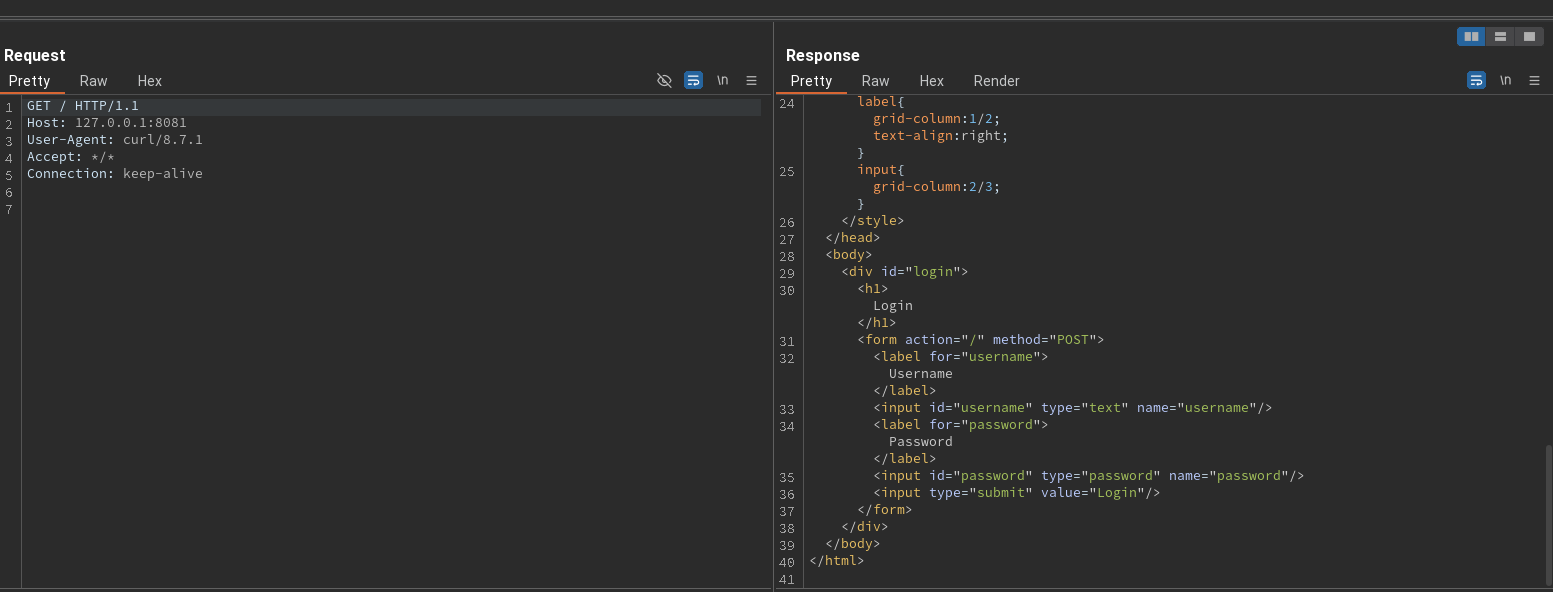 Request
Pretty Raw Hex
\n
1 GET / HTTP/1.1
2 Host: 127.0.0.1:8081
3 User-Agent: curl/8.7.1
4 Accept: */*
5 Connection: keep-alive
6
7
Response
Pretty Raw Hex Render
\n
24 label{
grid-column:1/2;
text-align:right;
}
25 input{
grid-column:2/3;
}
26 </style>
27 </head>
28 <body>
29 <div id="login">
30 <h1>
Login
</h1>
31 <form action="/" method="POST">
32 <label for="username">
Username
</label>
33 <input id="username" type="text" name="username"/>
34 <label for="password">
Password
</label>
35 <input id="password" type="password" name="password"/>
36 <input type="submit" value="Login"/>
37 </form>
38 </div>
39 </body>
40 </html>
41